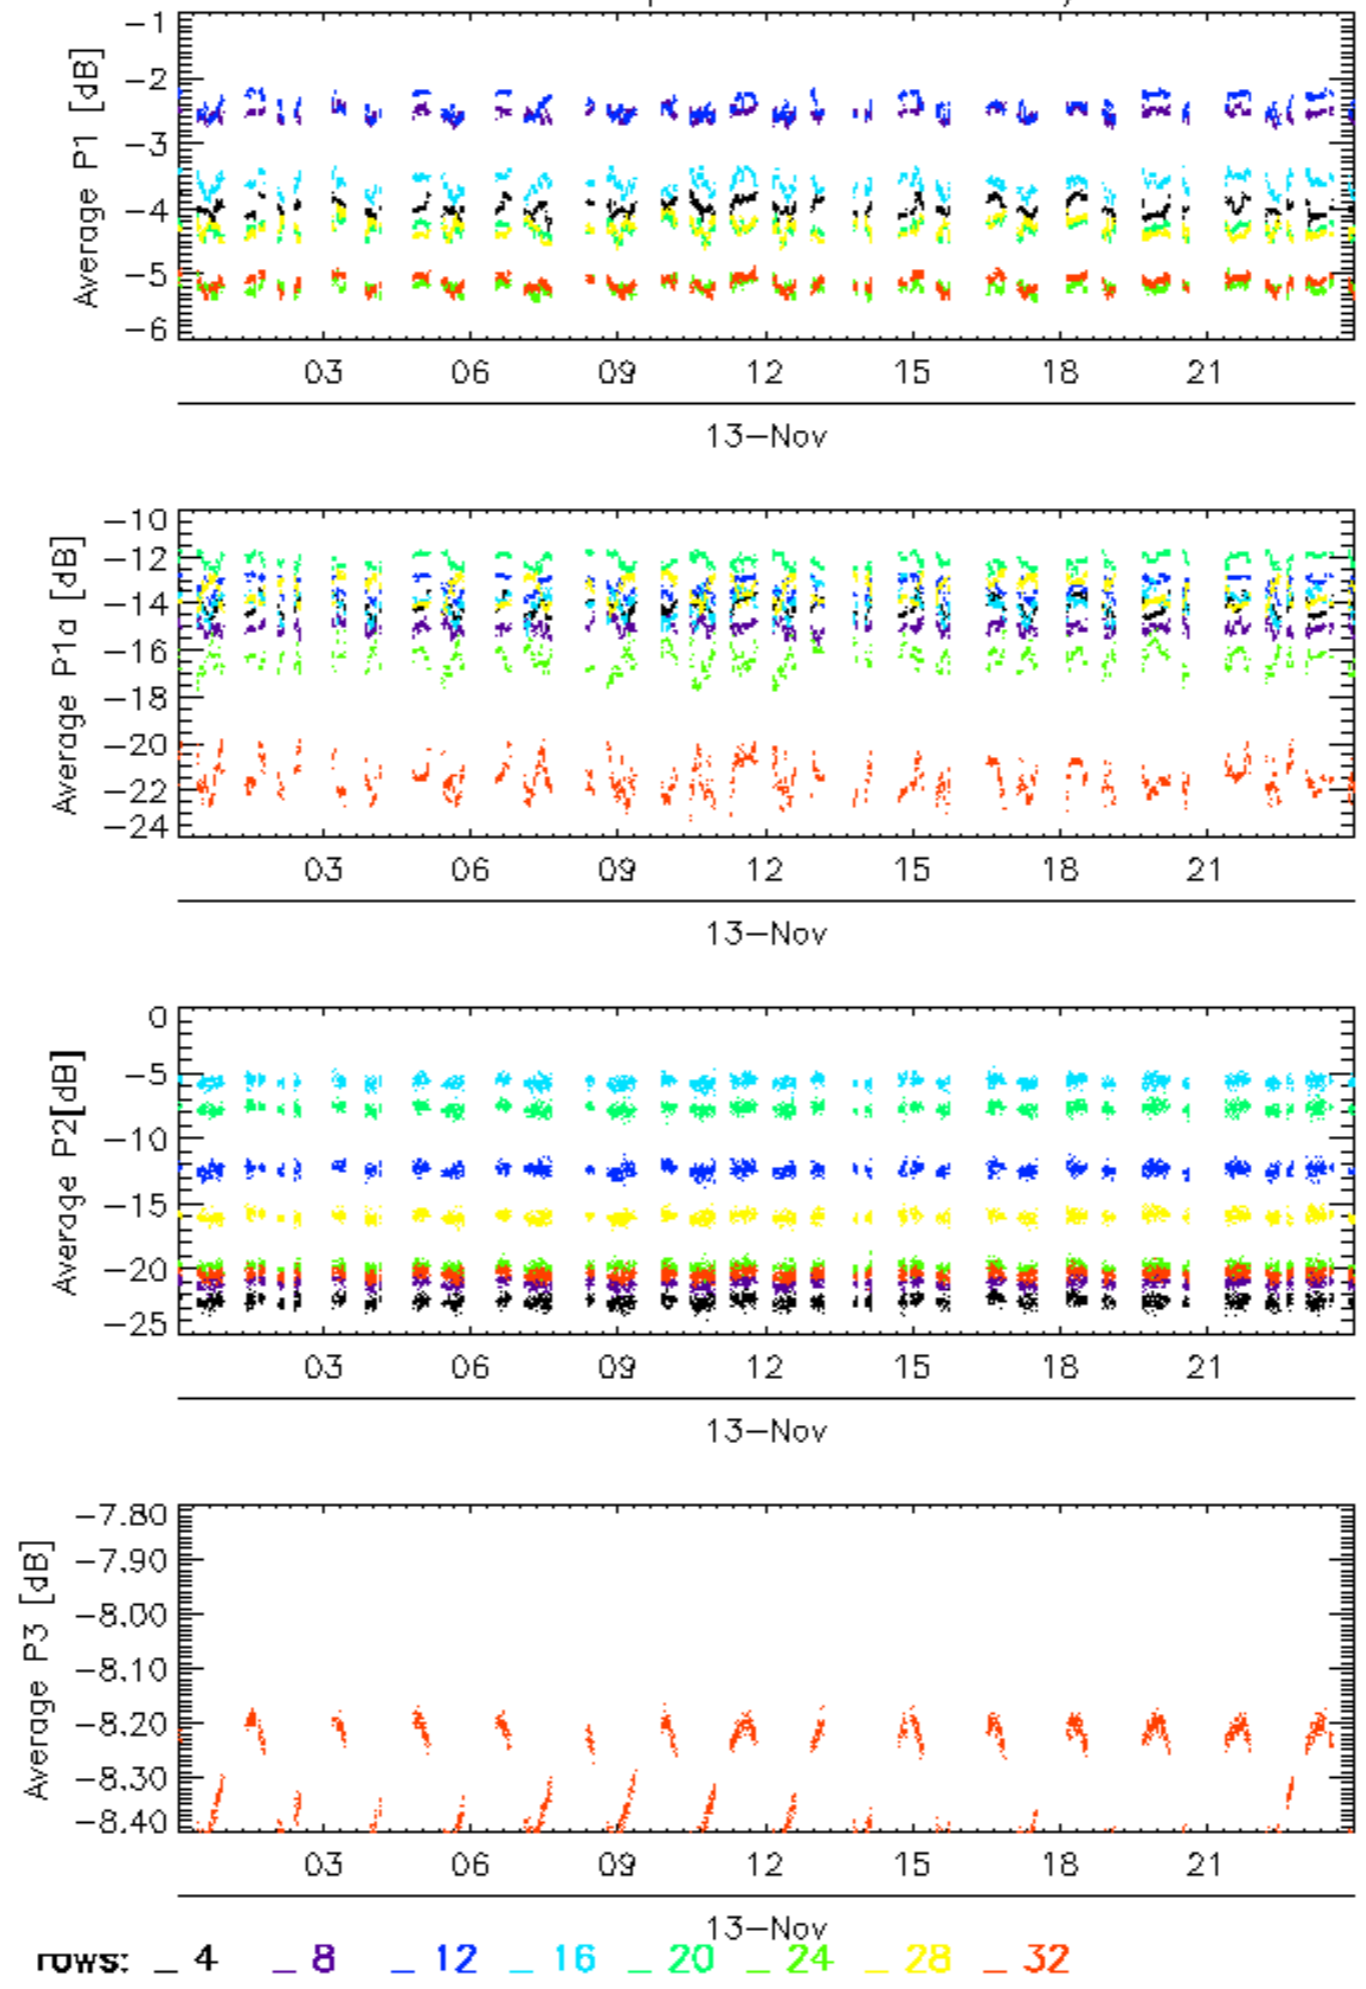 Average P1 [dB]
-1
-2
-3
-4
-5
-6
03 06 09 12 15 18 21
13-Nov
Average P1a [dB]
-10
-12
-14
-16
-18
-20
-22
-24
03 06 09 12 15 18 21
13-Nov
Average P2[dB]
0
-5
-10
-15
-20
-25
03 06 09 12 15 18 21
13-Nov
Average P3 [dB]
-7.80
-7.90
-8.00
-8.10
-8.20
-8.30
-8.40
03 06 09 12 15 18 21
13-Nov
rows: _ 4 _ 8 _ 12 _ 16 _ 20 _ 24 _ 28 _ 32